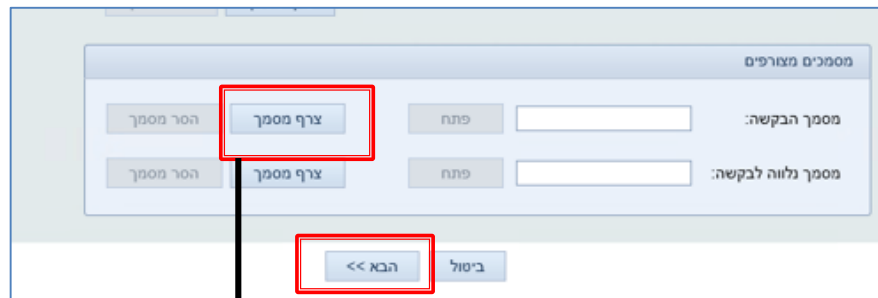 מסמכים מצורפים
מסמך הבקשה: פתח צרף מסמך הסר מסמך
מסמך נלווה לבקשה: פתח צרף מסמך הסר מסמך
ביטול הבא >>